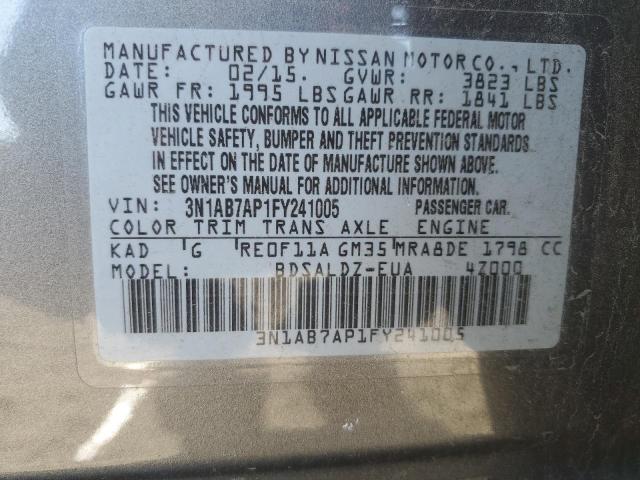 MANUFACTURED BY NISSAN MOTOR CO., LTD.
DATE: 02/15. GVWR: 3823 LBS
GAWR FR: 1995 LBS GAWR RR: 1841 LBS
THIS VEHICLE CONFORMS TO ALL APPLICABLE FEDERAL MOTOR
VEHICLE SAFETY, BUMPER AND THEFT PREVENTION STANDARDS
IN EFFECT ON THE DATE OF MANUFACTURE SHOWN ABOVE.
SEE OWNER'S MANUAL FOR ADDITIONAL INFORMATION.
VIN: 3N1AB7AP1FY241005 PASSENGER CAR.
COLOR TRIM TRANS AXLE ENGINE
KAD G RE0F11A GM35 MRA8DE 1798 CC
MODEL: BDSALDZ-EUA 4Z000
3N1AB7AP1FY241005